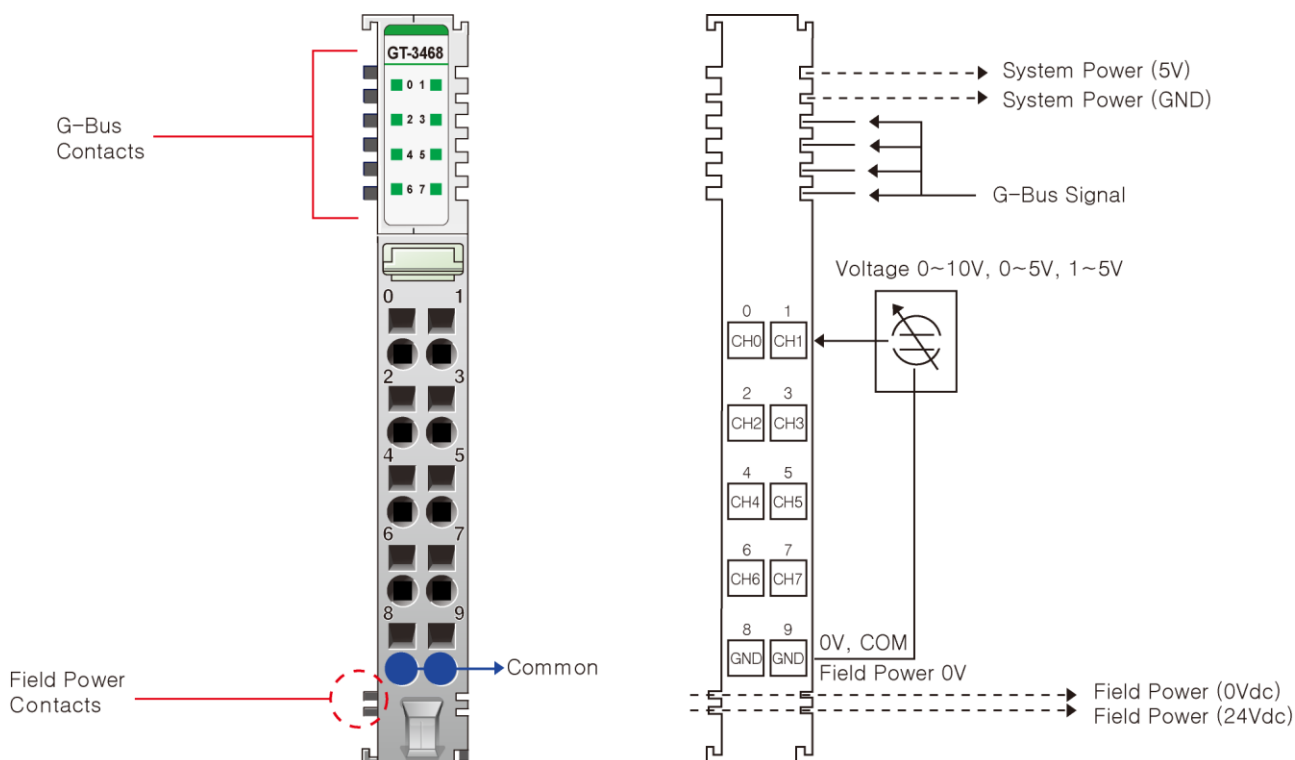 GT-3468
0 1
2 3
4 5
6 7
G-Bus
Contacts
0 1
2 3
4 5
6 7
8 9
Common
Field Power
Contacts
System Power (5V)
System Power (GND)
G-Bus Signal
Voltage 0~10V, 0~5V, 1~5V
0 1
CH0 CH1
2 3
CH2 CH3
4 5
CH4 CH5
6 7
CH6 CH7
8 9
GND GND
0V, COM
Field Power 0V
Field Power (0Vdc)
Field Power (24Vdc)